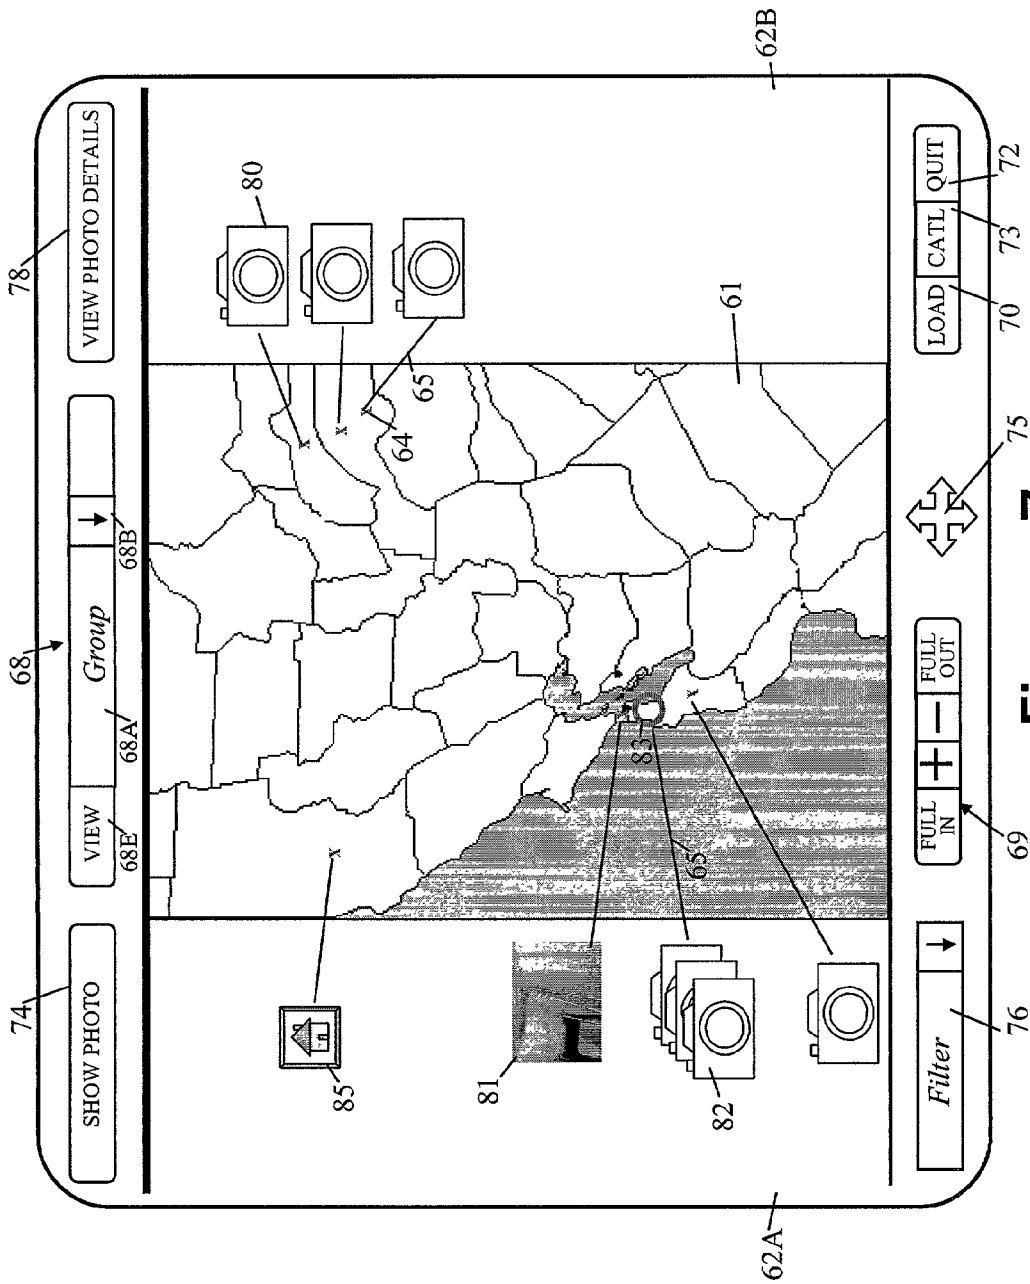 74
68
78
SHOW PHOTO
VIEW
Group
VIEW PHOTO DETAILS
68E
68A
68B
80
85
x
x
x
x
64
65
81
83
x
65
82
61
62A
62B
Filter
FULL IN
+
−
FULL OUT
LOAD
CATL
QUIT
76
69
75
70
73
72